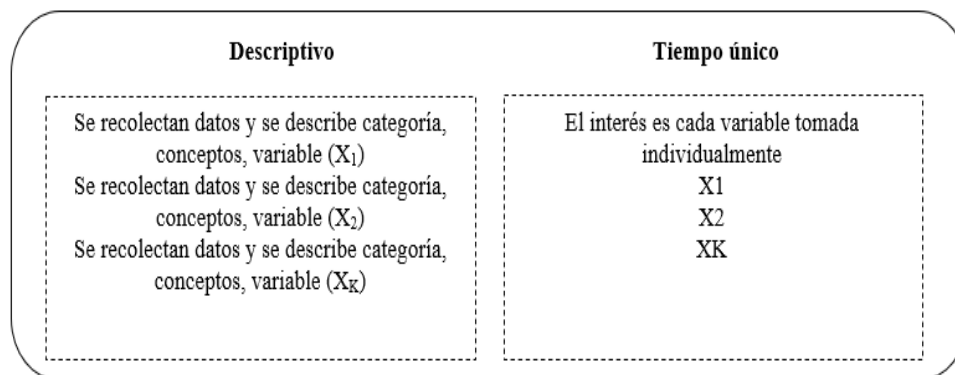 Descriptivo
Se recolectan datos y se describe categoría,
conceptos, variable (X₁)
Se recolectan datos y se describe categoría,
conceptos, variable (X₂)
Se recolectan datos y se describe categoría,
conceptos, variable (Xₖ)
Tiempo único
El interés es cada variable tomada
individualmente
X1
X2
XK